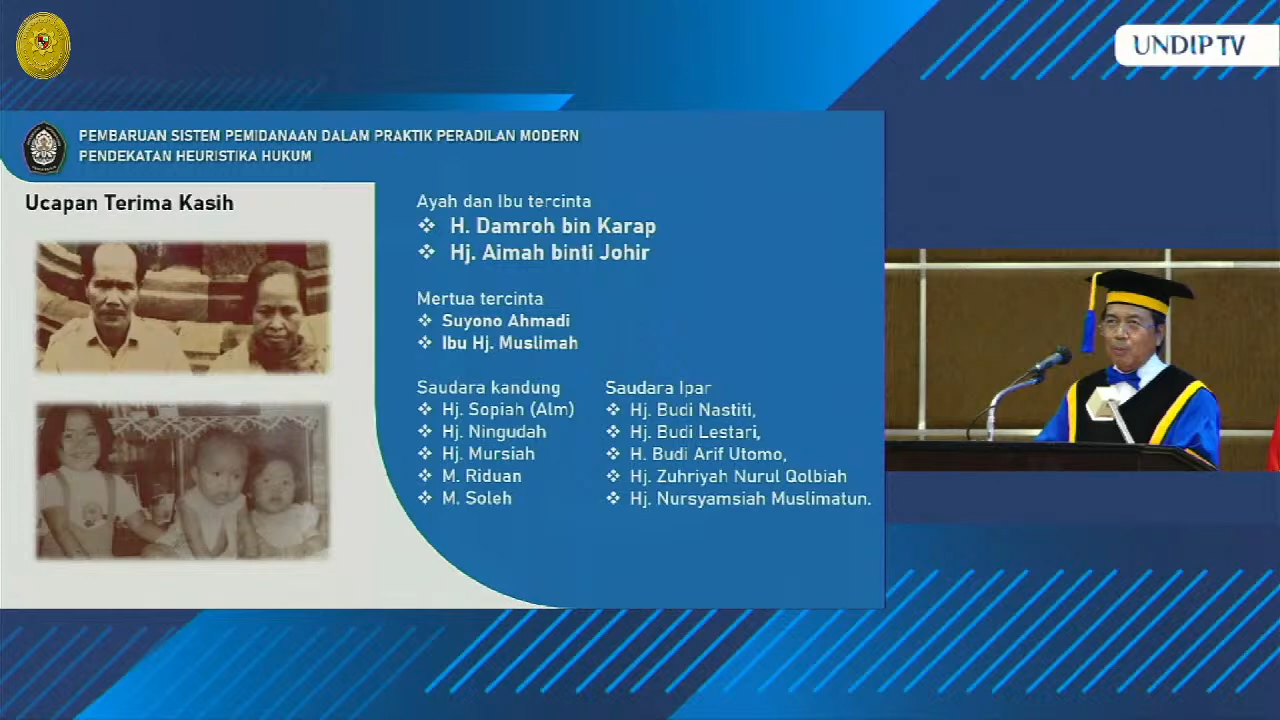 UNDIP TV
PEMBARUAN SISTEM PEMIDANAAN DALAM PRAKTIK PERADILAN MODERN
PENDEKATAN HEURISTIKA HUKUM
Ucapan Terima Kasih
Ayah dan Ibu tercinta
❖ H. Damroh bin Karap
❖ Hj. Aimah binti Johir
Mertua tercinta
❖ Suyono Ahmadi
❖ Ibu Hj. Muslimah
Saudara kandung
❖ Hj. Sopiah (Alm)
❖ Hj. Ningudah
❖ Hj. Mursiah
❖ M. Riduan
❖ M. Soleh
Saudara Ipar
❖ Hj. Budi Nastiti,
❖ Hj. Budi Lestari,
❖ H. Budi Arif Utomo,
❖ Hj. Zuhriyah Nurul Qolbiah
❖ Hj. Nursyamsiah Muslimatun.